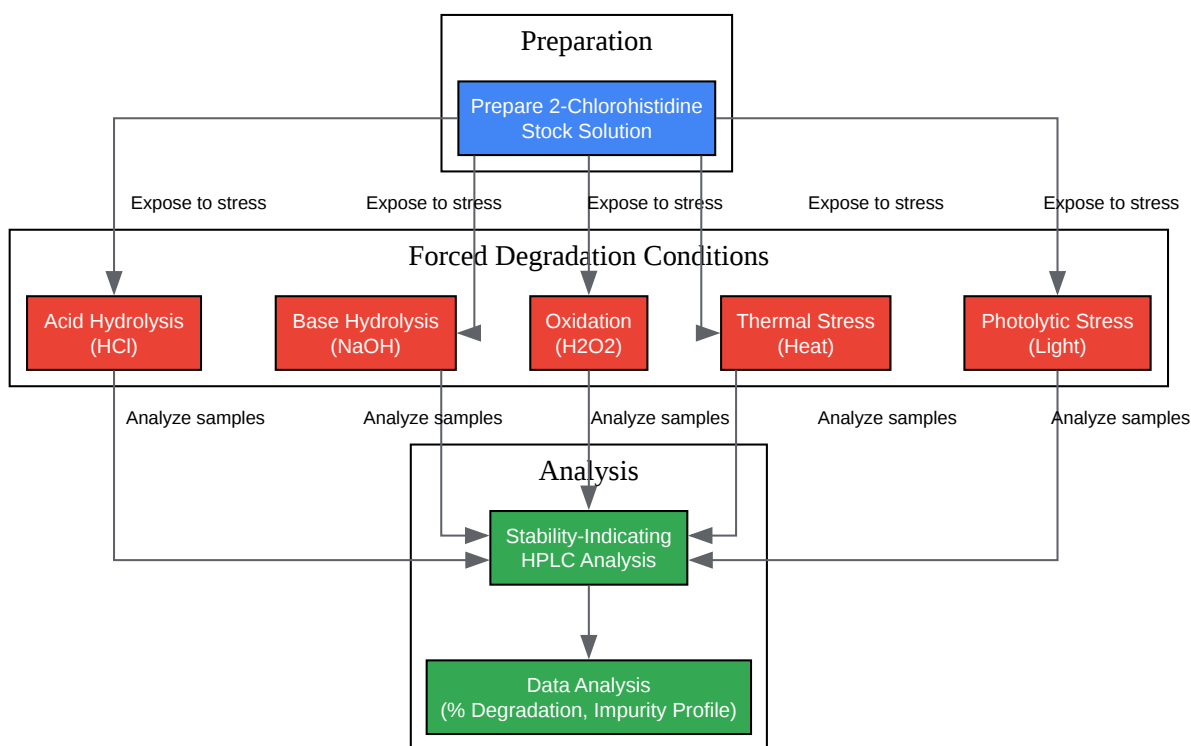 Preparation
Prepare 2-Chlorohistidine
Stock Solution
Expose to stress
Expose to stress
Expose to stress
Expose to stress
Expose to stress
Forced Degradation Conditions
Acid Hydrolysis
(HCl)
Base Hydrolysis
(NaOH)
Oxidation
(H2O2)
Thermal Stress
(Heat)
Photolytic Stress
(Light)
Analyze samples
Analyze samples
Analyze samples
Analyze samples
Analyze samples
Analysis
Stability-Indicating
HPLC Analysis
Data Analysis
(% Degradation, Impurity Profile)